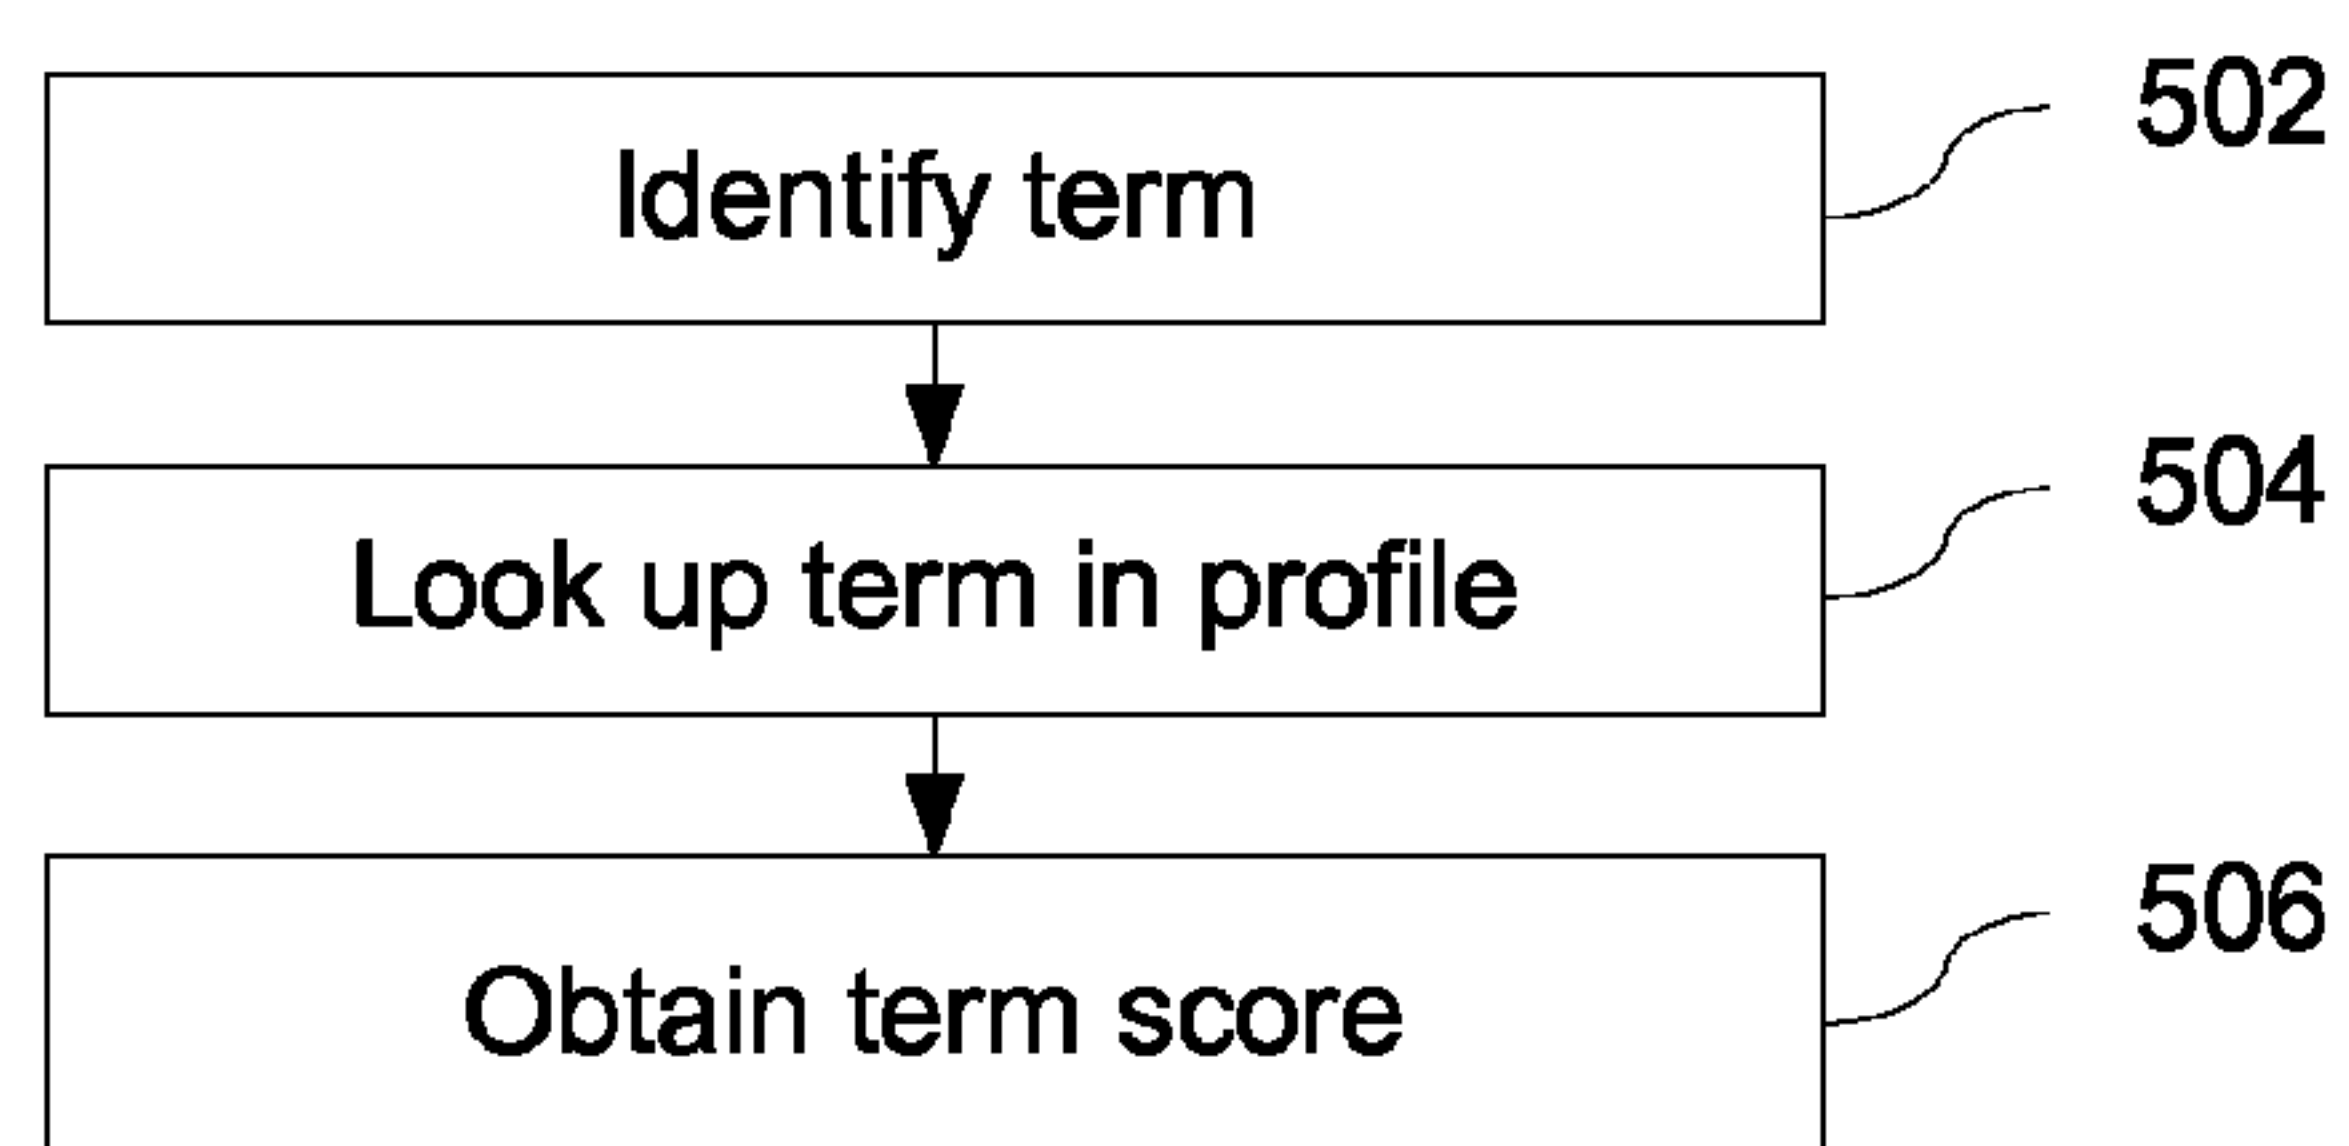 502
Identify term
504
Look up term in profile
506
Obtain term score